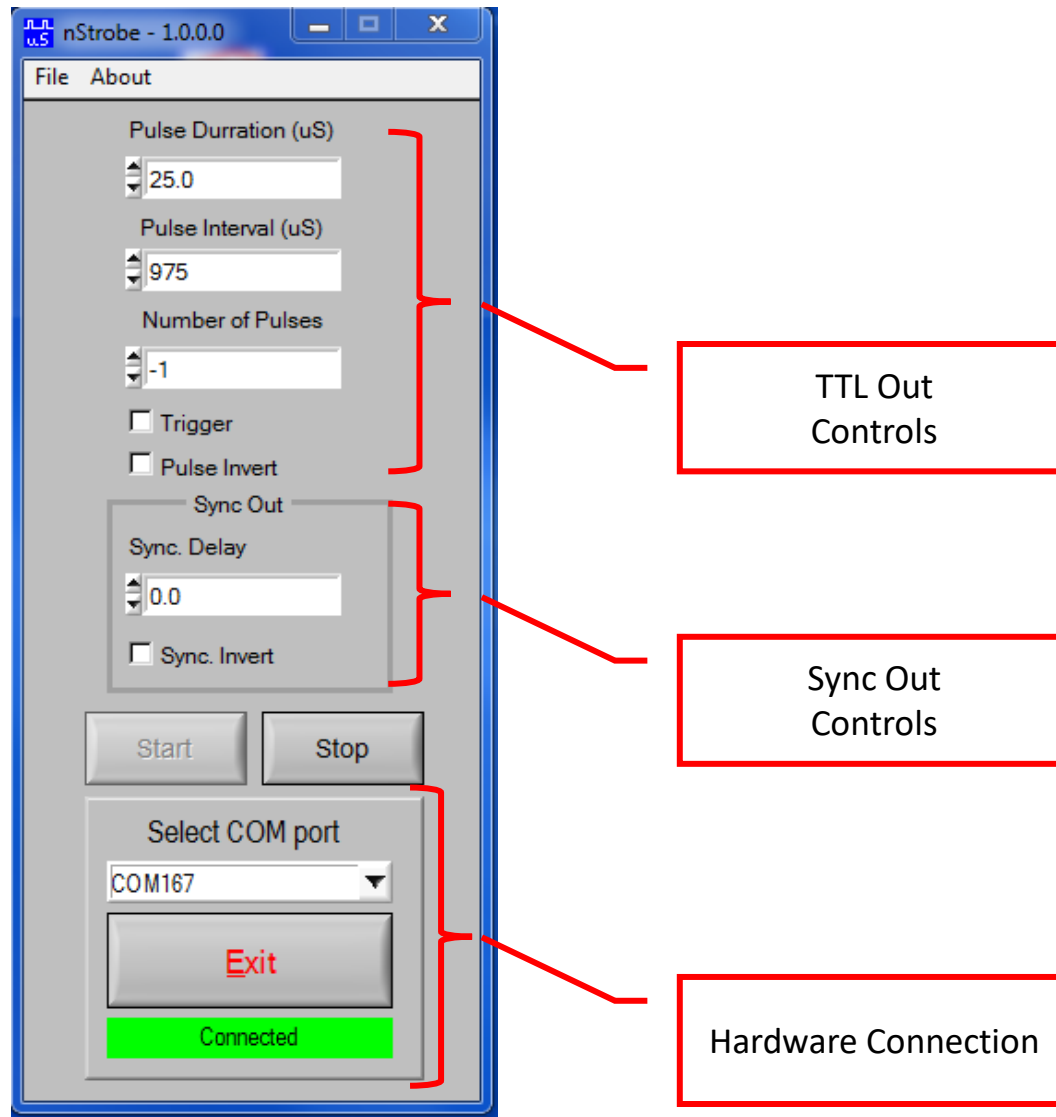 nStrobe - 1.0.0.0
File About
Pulse Durration (uS)
25.0
Pulse Interval (uS)
975
Number of Pulses
-1
Trigger
Pulse Invert
Sync Out
Sync. Delay
0.0
Sync. Invert
Start Stop
Select COM port
COM167
Exit
Connected
TTL Out
Controls
Sync Out
Controls
Hardware Connection